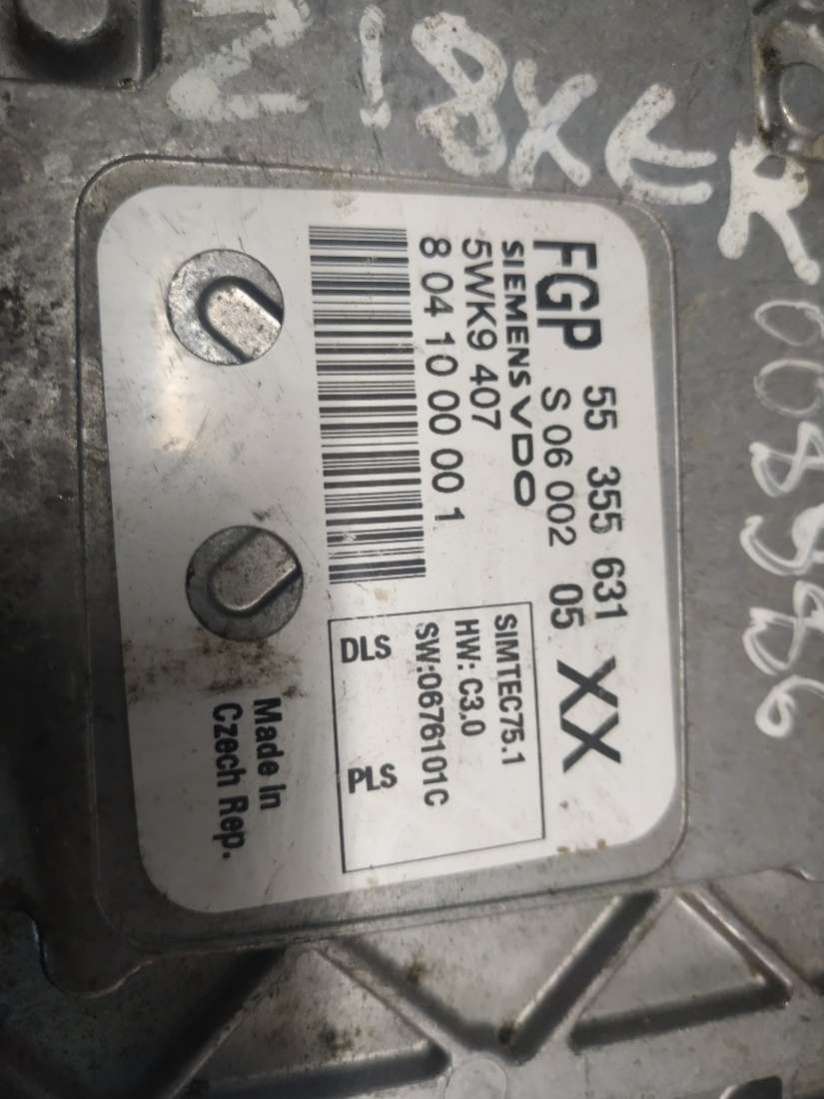 Z18XER
008986
FGP 55 355 631 XX
S 06 002 05
SIEMENS VDO
5WK9 407
8 04 10 00 00 1
SIMTEC75.1
HW: C3.0
SW:0676101C
DLS PLS
Made In
Czech Rep.